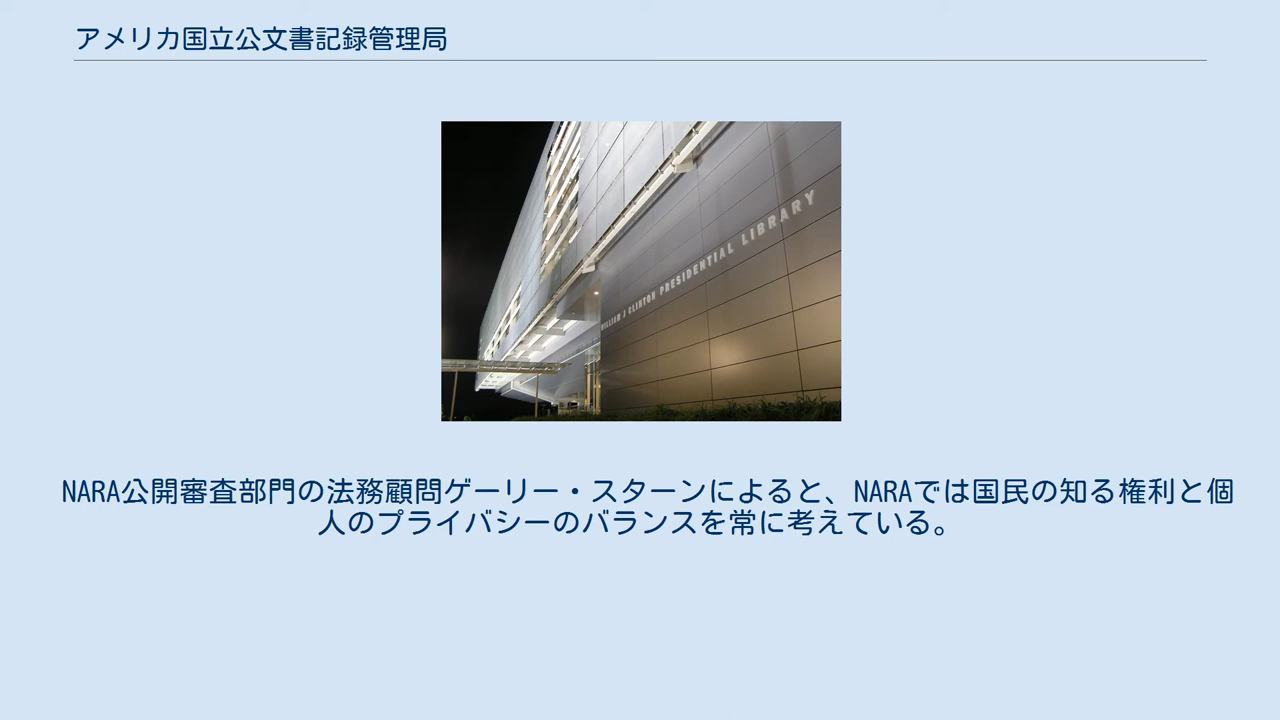 アメリカ国立公文書記録管理局
WILLIAM J CLINTON PRESIDENTIAL LIBRARY
NARA公開審査部門の法務顧問ゲーリー・スターンによると、NARAでは国民の知る権利と個
人のプライバシーのバランスを常に考えている。